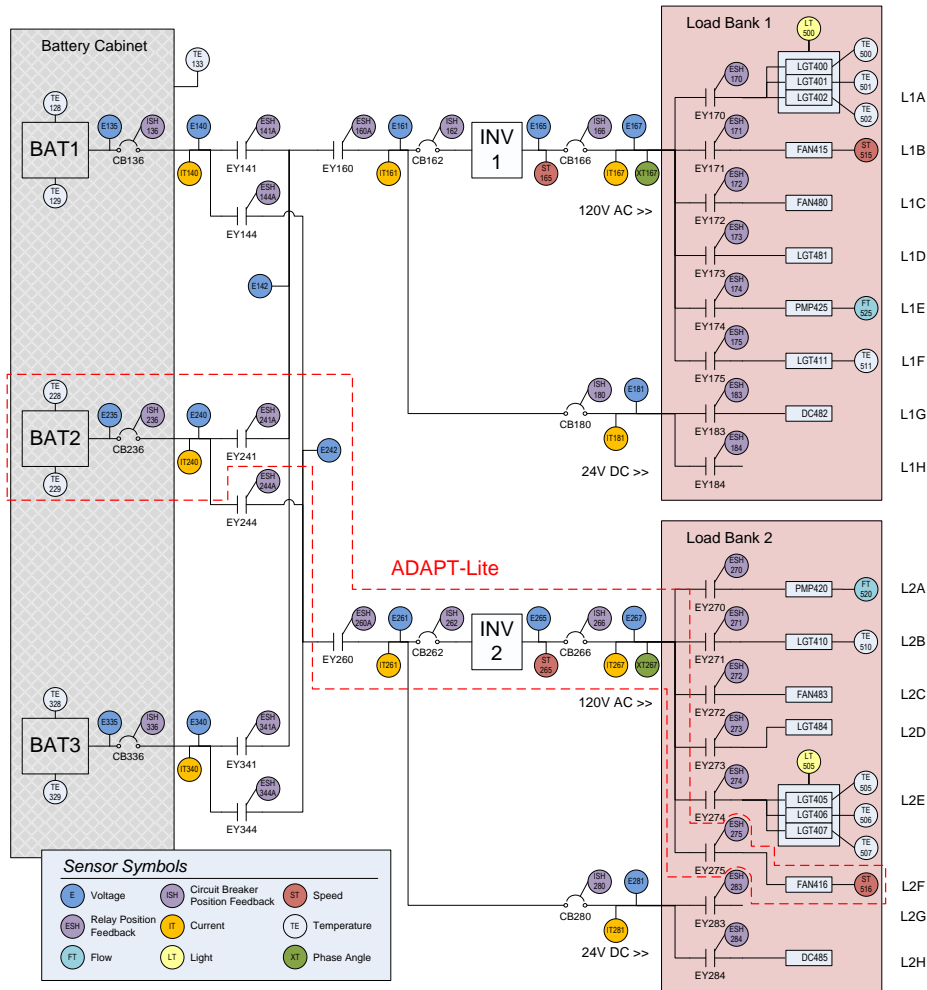 Battery Cabinet
TE 133
TE 128
BAT1
TE 129
E135
ISH 136
CB136
E140
IT140
ESH 141A
EY141
ESH 144A
EY144
E142
ESH 160A
EY160
E161
IT161
ISH 162
CB162
INV 1
E165
ST 165
ISH 166
CB166
E167
IT167
XT167
120V AC >>
Load Bank 1
LT 500
LGT400
LGT401
LGT402
TE 500
TE 501
TE 502
ESH 170
EY170
L1A
ESH 171
EY171
FAN415
ST 515
L1B
ESH 172
EY172
FAN480
L1C
ESH 173
EY173
LGT481
L1D
ESH 174
EY174
PMP425
FT 525
L1E
ESH 175
EY175
LGT411
TE 511
L1F
ISH 180
CB180
E181
IT181
24V DC >>
ESH 183
EY183
DC482
L1G
ESH 184
EY184
L1H
TE 228
BAT2
TE 229
E235
ISH 236
CB236
E240
IT240
ESH 241A
EY241
ESH 244A
EY244
E242
ADAPT-Lite
ESH 260A
EY260
E261
IT261
ISH 262
CB262
INV 2
E265
ST 265
ISH 266
CB266
E267
IT267
XT267
120V AC >>
Load Bank 2
ESH 270
EY270
PMP420
FT 520
L2A
ESH 271
EY271
LGT410
TE 510
L2B
ESH 272
EY272
FAN483
L2C
ESH 273
EY273
LGT484
L2D
LT 505
ESH 274
EY274
LGT405
LGT406
LGT407
TE 505
TE 506
TE 507
L2E
ESH 275
EY275
FAN416
ST 516
L2F
ISH 280
CB280
E281
IT281
24V DC >>
ESH 283
EY283
L2G
ESH 284
EY284
DC485
L2H
TE 328
BAT3
TE 329
E335
ISH 336
CB336
E340
IT340
ESH 341A
EY341
ESH 344A
EY344
Sensor Symbols
E Voltage
ISH Circuit Breaker Position Feedback
ST Speed
ESH Relay Position Feedback
IT Current
TE Temperature
FT Flow
LT Light
XT Phase Angle